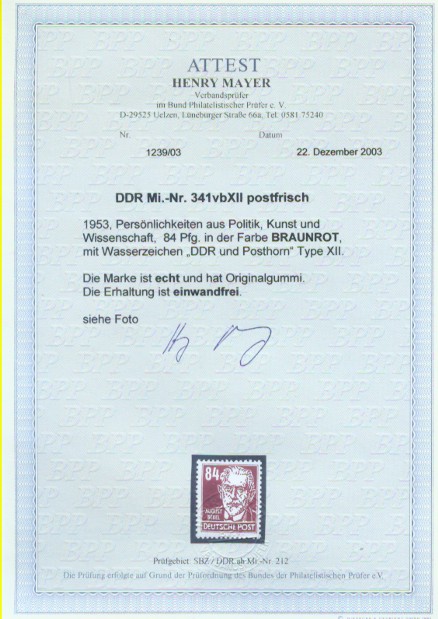 ATTEST
HENRY MAYER
Verbandsprüfer
im Bund Philatelistischer Prüfer e. V.
D-29525 Uelzen, Lüneburger Straße 66a, Tel. 0581 75240
Nr. Datum
1239/03 22. Dezember 2003
DDR Mi.-Nr. 341vbXII postfrisch
1953, Persönlichkeiten aus Politik, Kunst und
Wissenschaft, 84 Pfg. in der Farbe BRAUNROT,
mit Wasserzeichen „DDR und Posthorn" Type XII.
Die Marke ist echt und hat Originalgummi.
Die Erhaltung ist einwandfrei.
siehe Foto
84
AUGUST
BEBEL
DEUTSCHE POST
Prüfgebiet: SBZ / DDR ab Mi.-Nr. 212
Die Prüfung erfolgte auf Grund der Prüfordnung des Bundes der Philatelistischen Prüfer e.V.